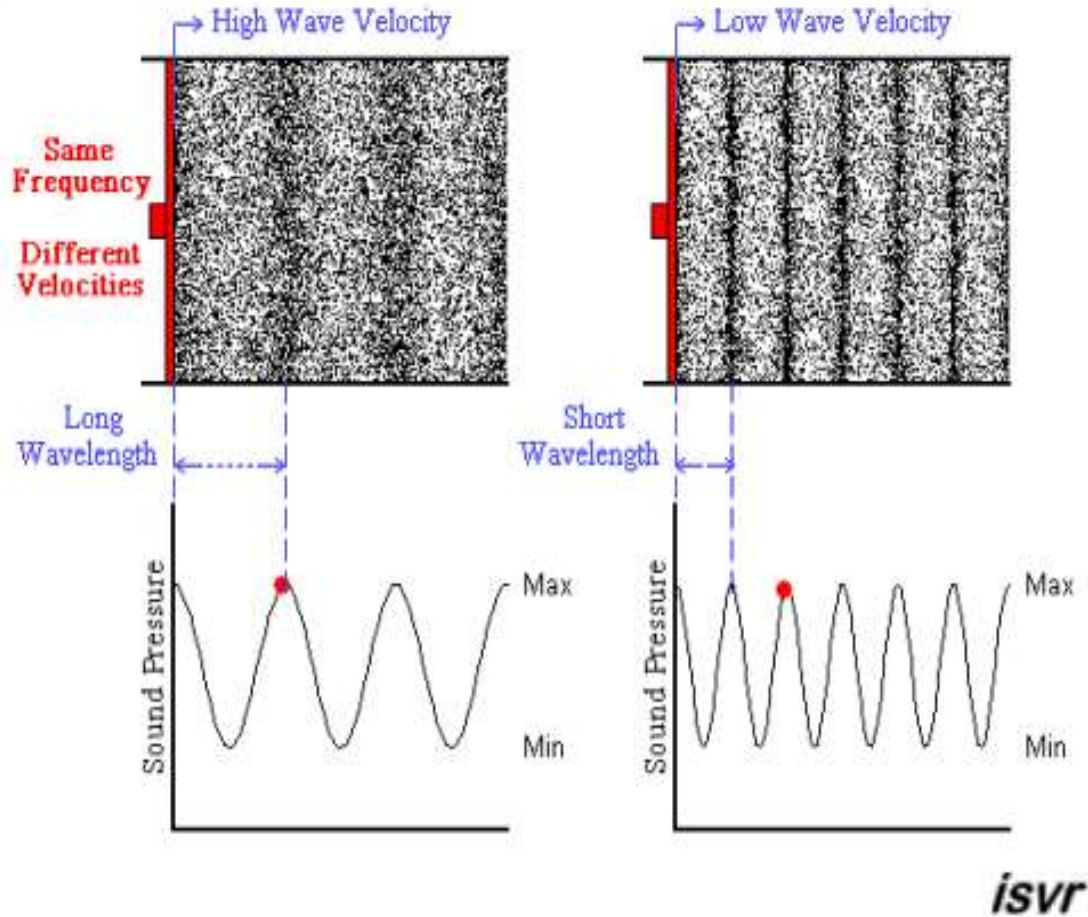 High Wave Velocity
Low Wave Velocity
Same
Frequency
Different
Velocities
Long
Wavelength
Short
Wavelength
Sound Pressure
Max
Min
Sound Pressure
Max
Min
isvr